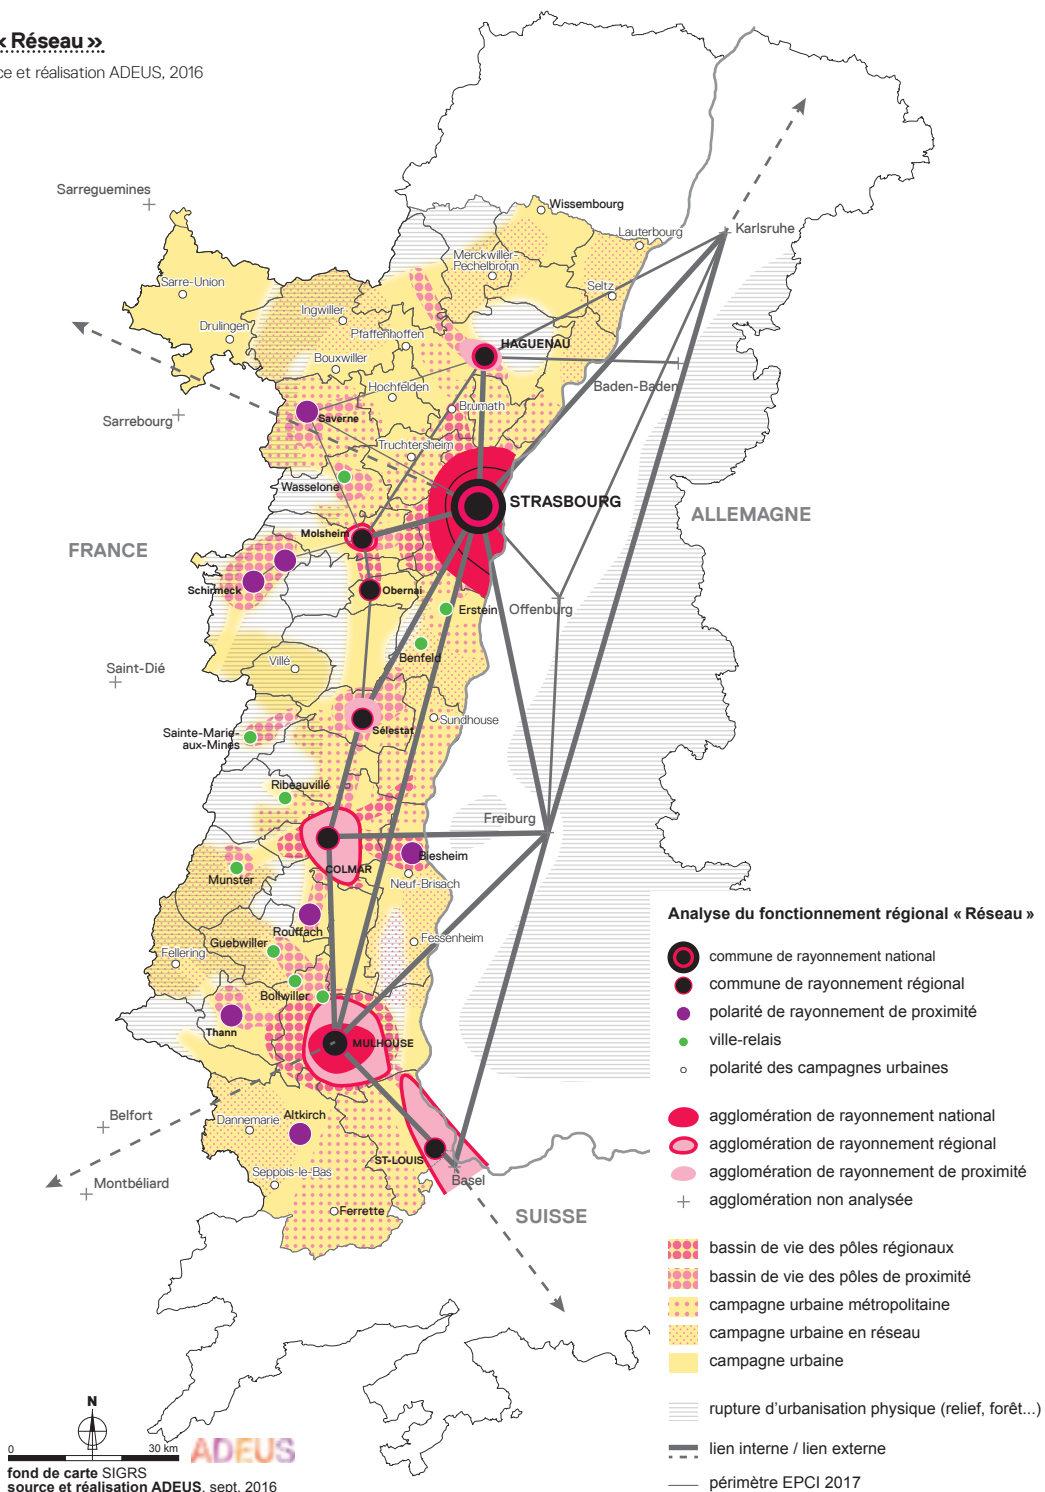 « Réseau »
ce et réalisation ADEUS, 2016
Sarreguemines
Wissembourg
Lauterbourg
Karlsruhe
Merckwiller-
Pechelbronn
Sarre-Union
Seltz
Ingwiller
Drulingen
Pfaffenhoffen
HAGUENAU
Bouxwiller
Baden-Baden
Hochfelden
Brumath
Sarrebourg
Saverne
Truchtersheim
Wasselone
STRASBOURG
ALLEMAGNE
Molsheim
FRANCE
Schirmeck
Obernai
Erstein
Offenburg
Benfeld
Villé
Saint-Dié
Sundhouse
Sélestat
Sainte-Marie-
aux-Mines
Ribeauvillé
Freiburg
Biesheim
COLMAR
Munster
Neuf-Brisach
Rouffach
Guebwiller
Fessenheim
Fellering
Bollwiller
Thann
MULHOUSE
Belfort
Dannemarie
Altkirch
ST-LOUIS
Seppois-le-Bas
Basel
Montbéliard
Ferrette
SUISSE
Analyse du fonctionnement régional « Réseau »
commune de rayonnement national
commune de rayonnement régional
polarité de rayonnement de proximité
ville-relais
polarité des campagnes urbaines
agglomération de rayonnement national
agglomération de rayonnement régional
agglomération de rayonnement de proximité
agglomération non analysée
bassin de vie des pôles régionaux
bassin de vie des pôles de proximité
campagne urbaine métropolitaine
campagne urbaine en réseau
campagne urbaine
rupture d'urbanisation physique (relief, forêt...)
lien interne / lien externe
périmètre EPCI 2017
N
0 30 km
ADEUS
fond de carte SIGRS
source et réalisation ADEUS, sept. 2016